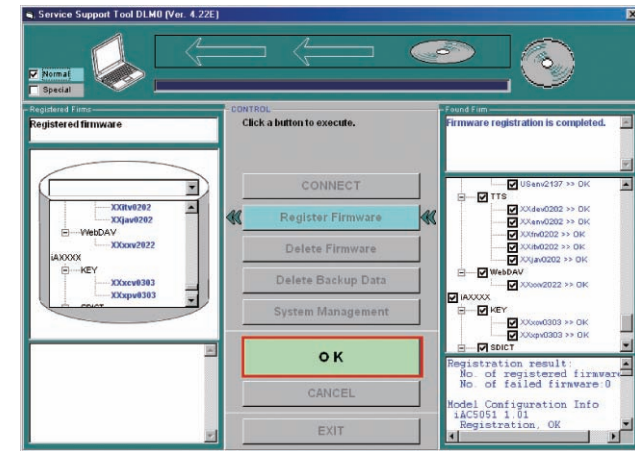 Service Support Tool DLM0 (Ver. 4.22E)
Normal
Special
Registered Firms
Registered firmware
XXitv0202
XXjav0202
WebDAV
XXxxv2022
iAXXXX
KEY
XXxcv0303
XXxpv0303
SDICT
CONTROL
Click a button to execute.
CONNECT
Register Firmware
Delete Firmware
Delete Backup Data
System Management
OK
CANCEL
EXIT
Found Firm
Firmware registration is completed.
USenv2137 >> OK
TTS
XXdev0202 >> OK
XXenv0202 >> OK
XXfrv0202 >> OK
XXitv0202 >> OK
XXjav0202 >> OK
WebDAV
XXxxv2022 >> OK
iAXXXX
KEY
XXxcv0303 >> OK
XXxpv0303 >> OK
SDICT
Registration result:
No. of registered firmware
No. of failed firmware:0
Model Configuration Info
iAC5051 1.01
Registration, OK